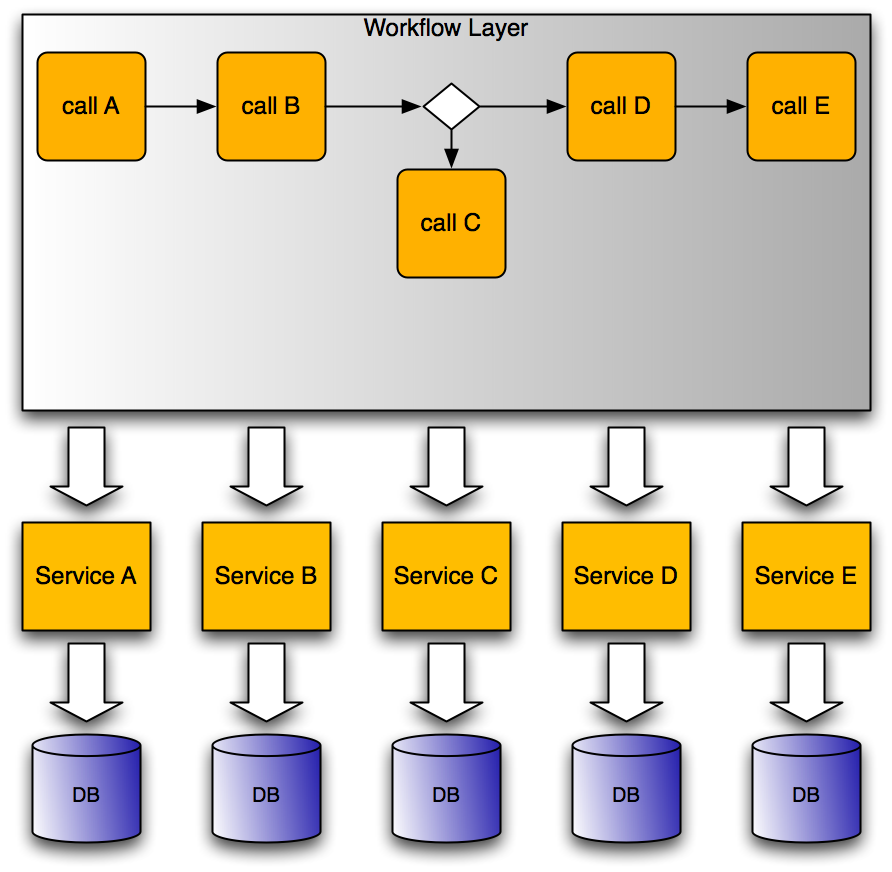 Workflow Layer
call A
call B
call D
call E
call C
Service A
Service B
Service C
Service D
Service E
DB
DB
DB
DB
DB